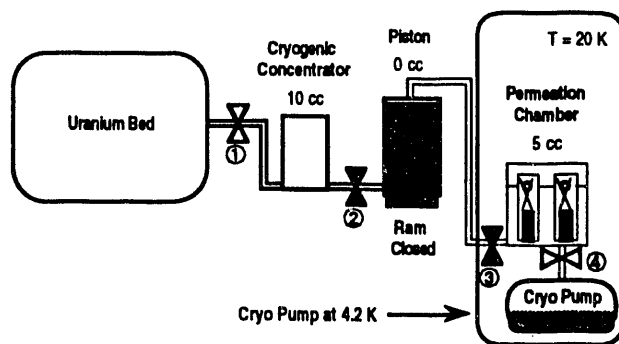 Uranium Bed
①
Cryogenic
Concentrator
10 cc
②
Piston
0 cc
Ram
Closed
T = 20 K
Permeation
Chamber
5 cc
③
④
Cryo Pump
Cryo Pump at 4.2 K